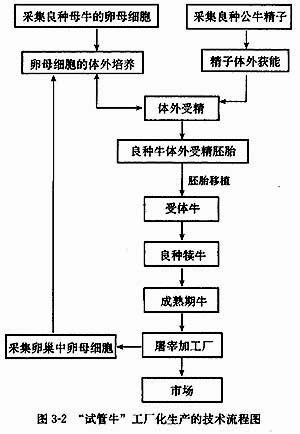 采集良种母牛的卵母细胞
采集良种公牛精子
卵母细胞的体外培养
精子体外获能
体外受精
良种牛体外受精胚胎
胚胎移植
受体牛
良种犊牛
成熟期牛
采集卵巢中卵母细胞
屠宰加工厂
市场
图 3-2 “试管牛”工厂化生产的技术流程图